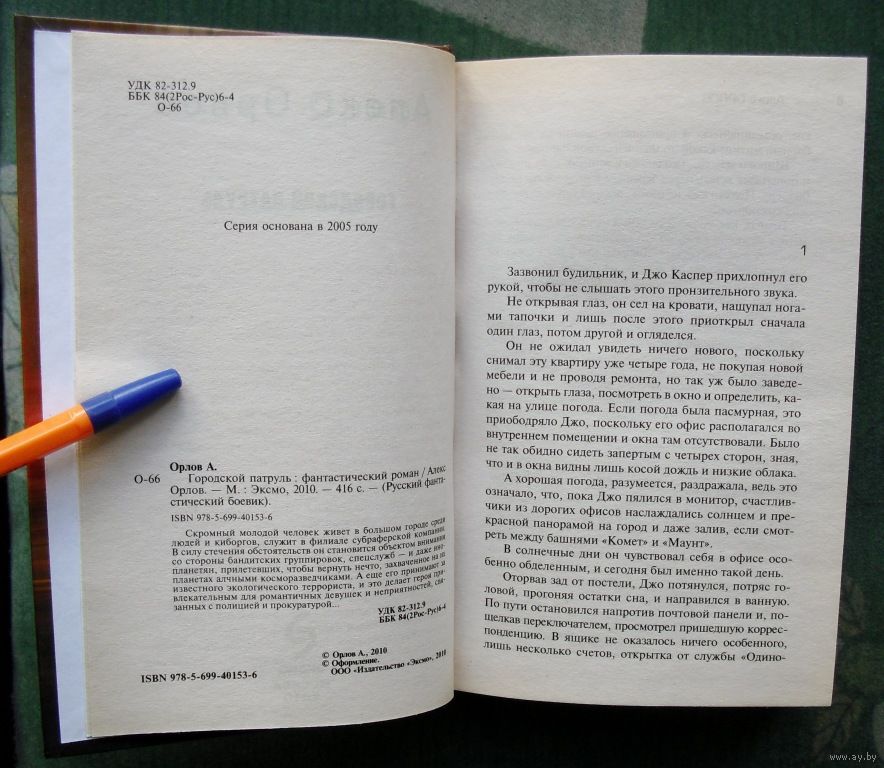 УДК 82-312.9
ББК 84(2Рос-Рус)6-4
О-66
Серия основана в 2005 году
Орлов А.
О-66 Городской патруль : фантастический роман / Алекс
Орлов. — М. : Эксмо, 2010. — 416 с. — (Русский фанта-
стический боевик).
ISBN 978-5-699-40153-6
Скромный молодой человек живет в большом городе среди
людей и киборгов, служит в филиале субраферской компании.
В силу стечения обстоятельств он становится объектом внимания
со стороны бандитских группировок, спецслужб — и даже ино-
планетян, прилетевших, чтобы вернуть нечто, захваченное на их
планетах алчными косморазведчиками. А еще его принимают за
известного экологического террориста, и это делает героя при-
влекательным для романтичных девушек и неприятностей, свя-
занных с полицией и прокуратурой...
УДК 82-312.9
ББК 84(2Рос-Рус)6-4
© Орлов А., 2010
© Оформление.
ООО «Издательство «Эксмо», 2010
ISBN 978-5-699-40153-6
1
Зазвонил будильник, и Джо Каспер прихлопнул его
рукой, чтобы не слышать этого пронзительного звука.
Не открывая глаз, он сел на кровати, нащупал нога-
ми тапочки и лишь после этого приоткрыл сначала
один глаз, потом другой и огляделся.
Он не ожидал увидеть ничего нового, поскольку
снимал эту квартиру уже четыре года, не покупая новой
мебели и не проводя ремонта, но так уж было заведе-
но — открыть глаза, посмотреть в окно и определить, ка-
кая на улице погода. Если погода была пасмурная, это
приободряло Джо, поскольку его офис располагался во
внутреннем помещении и окна там отсутствовали. Было
не так обидно сидеть запертым с четырех сторон, зная,
что и в окна видны лишь косой дождь и низкие облака.
А хорошая погода, разумеется, раздражала, ведь это
означало, что, пока Джо пялился в монитор, счастлив-
чики из дорогих офисов наслаждались солнцем и пре-
красной панорамой на город и даже залив, если смот-
реть между башнями «Комет» и «Маунт».
В солнечные дни он чувствовал себя в офисе осо-
бенно обделенным, и сегодня был именно такой день.
Оторвав зад от постели, Джо потянулся, потряс го-
ловой, прогоняя остатки сна, и направился в ванную.
По пути остановился напротив почтовой панели и, по-
щелкав переключателем, просмотрел пришедшую коррес-
понденцию. В ящике не оказалось ничего особенного,
лишь несколько счетов, открытка от службы «Одино-
www.ay.by